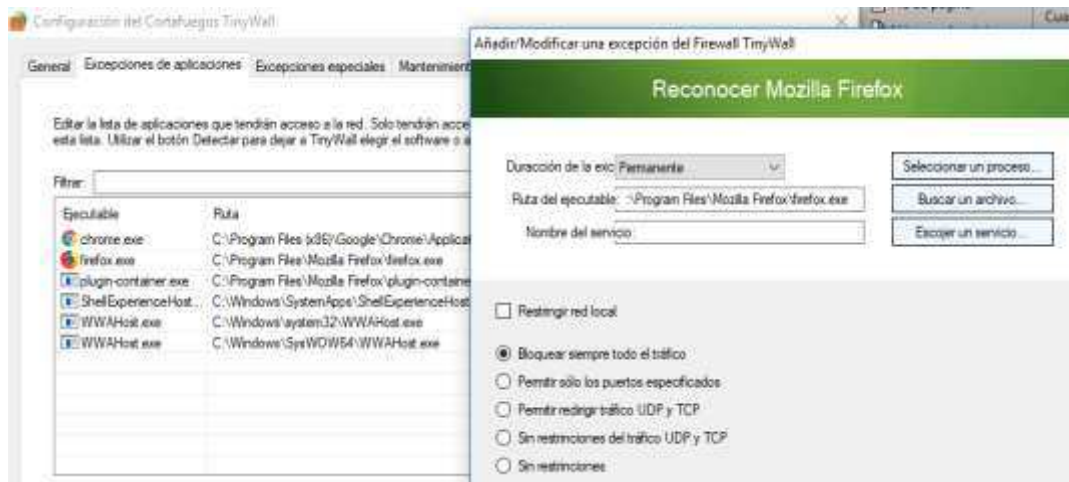 Configuración del Cortafuegos TinyWall
General Excepciones de aplicaciones Excepciones especiales Mantenimient
Editar la lista de aplicaciones que tendrán acceso a la red. Solo tendrán acce
esta lista. Utilizar el botón Detectar para dejar a TinyWall elegir el software o a
Filtrar:
Ejecutable Ruta
chrome.exe C:\Program Files (x86)\Google\Chrome\Applicat
firefox.exe C:\Program Files\Mozilla Firefox\firefox.exe
plugin-container.exe C:\Program Files\Mozilla Firefox\plugin-containe
ShellExperienceHost... C:\Windows\SystemApps\ShellExperienceHost
WWAHost.exe C:\Windows\system32\WWAHost.exe
WWAHost.exe C:\Windows\SysWOW64\WWAHost.exe
Cua
Añadir/Modificar una excepción del Firewall TinyWall
Reconocer Mozilla Firefox
Duracción de la exc Permanente
Seleccionar un proceso...
Ruta del ejecutable: :\Program Files\Mozilla Firefox\firefox.exe
Buscar un archivo...
Nombre del servicio:
Escojer un servicio...
Restringir red local
Bloquear siempre todo el tráfico
Permitir sólo los puertos especificados
Permitir redirigir tráfico UDP y TCP
Sin restricciones del tráfico UDP y TCP
Sin restricciones